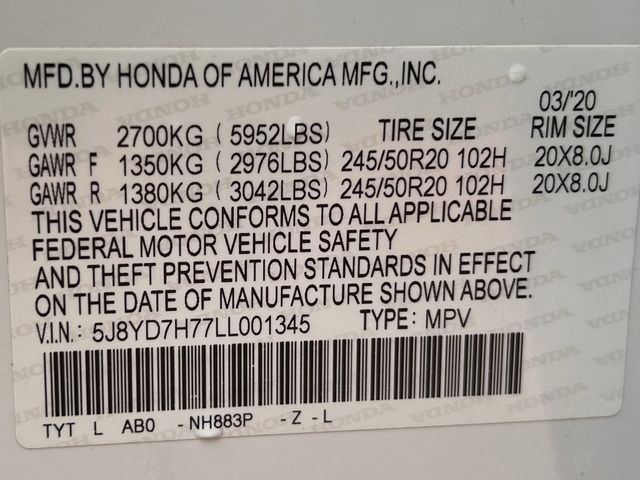 MFD.BY HONDA OF AMERICA MFG.,INC.
03/'20
GVWR 2700KG ( 5952LBS) TIRE SIZE RIM SIZE
GAWR F 1350KG ( 2976LBS) 245/50R20 102H 20X8.0J
GAWR R 1380KG ( 3042LBS) 245/50R20 102H 20X8.0J
THIS VEHICLE CONFORMS TO ALL APPLICABLE
FEDERAL MOTOR VEHICLE SAFETY
AND THEFT PREVENTION STANDARDS IN EFFECT
ON THE DATE OF MANUFACTURE SHOWN ABOVE.
V.I.N.: 5J8YD7H77LL001345 TYPE: MPV
TYT L AB0 - NH883P - Z - L